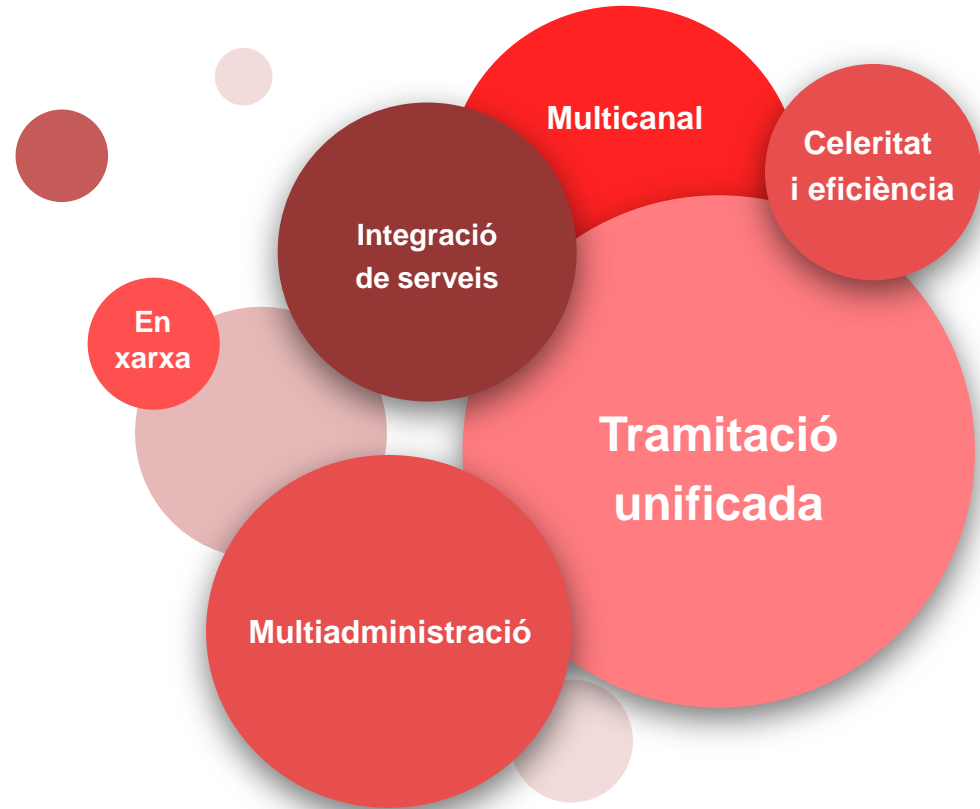 Multicanal
Celeritat
i eficiència
Integració
de serveis
En
xarxa
Tramitació
unificada
Multiadministració